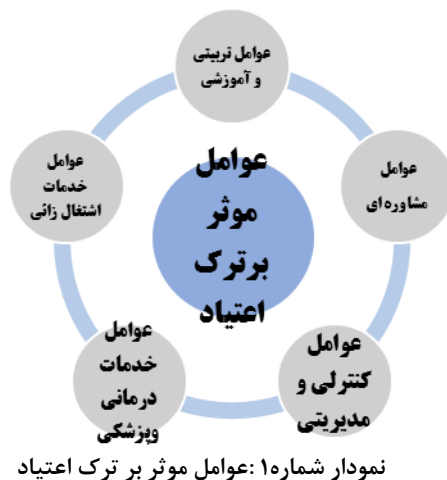 عوامل تربیتی
و آموزشی
عوامل
مشاوره ای
عوامل
کنترلی و
مدیریتی
عوامل
خدمات
درمانی
وپزشکی
عوامل
خدمات
اشتغال زائی
عوامل
موثر
برترک
اعتیاد
نمودار شماره۱ :عوامل موثر بر ترک اعتیاد